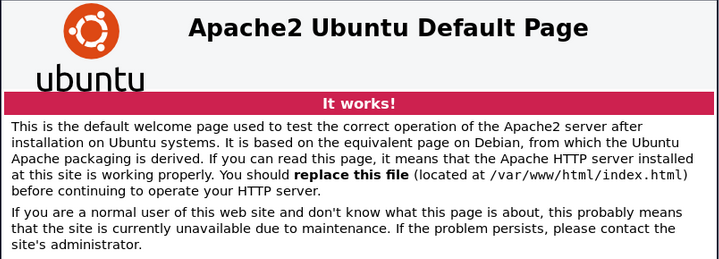 Apache2 Ubuntu Default Page
ubuntu
It works!
This is the default welcome page used to test the correct operation of the Apache2 server after
installation on Ubuntu systems. It is based on the equivalent page on Debian, from which the Ubuntu
Apache packaging is derived. If you can read this page, it means that the Apache HTTP server installed
at this site is working properly. You should replace this file (located at /var/www/html/index.html)
before continuing to operate your HTTP server.
If you are a normal user of this web site and don't know what this page is about, this probably means
that the site is currently unavailable due to maintenance. If the problem persists, please contact the
site's administrator.